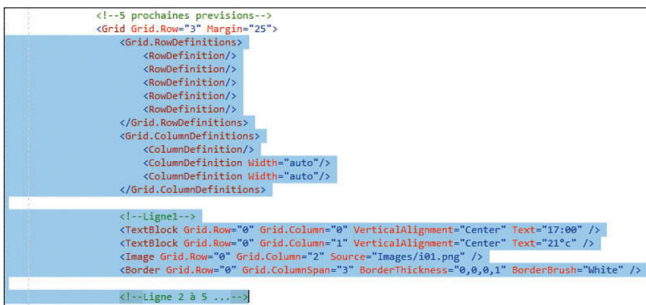 <!--5 prochaines previsions-->
<Grid Grid.Row="3" Margin="25">
<Grid.RowDefinitions>
<RowDefinition/>
<RowDefinition/>
<RowDefinition/>
<RowDefinition/>
<RowDefinition/>
</Grid.RowDefinitions>
<Grid.ColumnDefinitions>
<ColumnDefinition/>
<ColumnDefinition Width="auto"/>
<ColumnDefinition Width="auto"/>
</Grid.ColumnDefinitions>
<!--Ligne1-->
<TextBlock Grid.Row="0" Grid.Column="0" VerticalAlignment="Center" Text="17:00" />
<TextBlock Grid.Row="0" Grid.Column="1" VerticalAlignment="Center" Text="21°c" />
<Image Grid.Row="0" Grid.Column="2" Source="Images/i01.png" />
<Border Grid.Row="0" Grid.ColumnSpan="3" BorderThickness="0,0,0,1" BorderBrush="White" />
<!--Ligne 2 à 5 ...-->